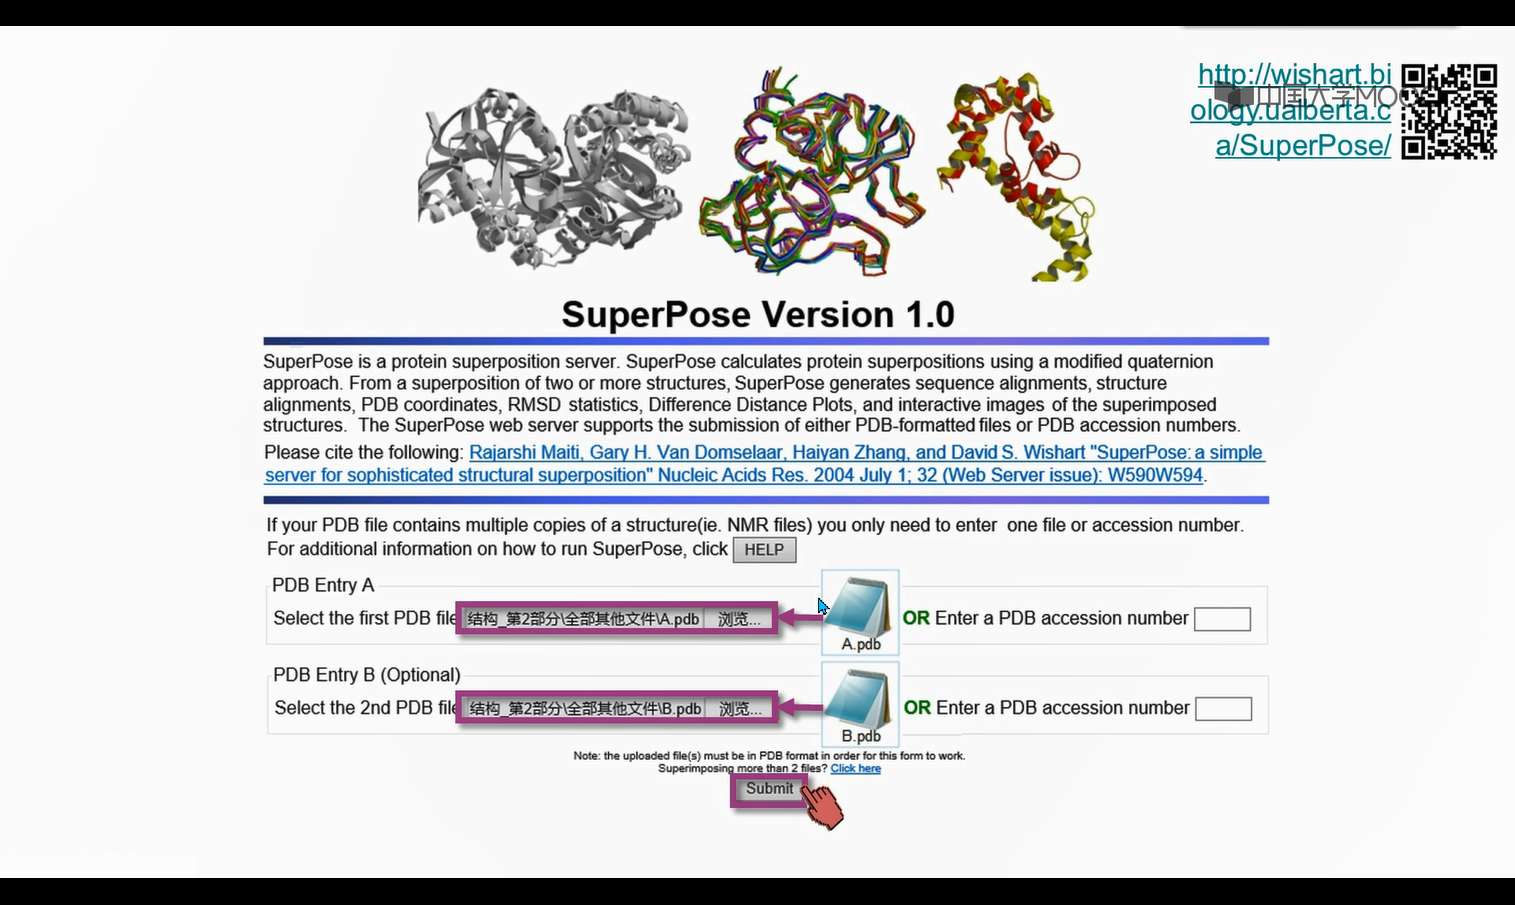 http://wishart.bi
中国大学MOOC
ology.ualberta.c
a/SuperPose/
SuperPose Version 1.0
SuperPose is a protein superposition server. SuperPose calculates protein superpositions using a modified quaternion
approach. From a superposition of two or more structures, SuperPose generates sequence alignments, structure
alignments, PDB coordinates, RMSD statistics, Difference Distance Plots, and interactive images of the superimposed
structures. The SuperPose web server supports the submission of either PDB-formatted files or PDB accession numbers.
Please cite the following: Rajarshi Maiti, Gary H. Van Domselaar, Haiyan Zhang, and David S. Wishart "SuperPose: a simple
server for sophisticated structural superposition" Nucleic Acids Res. 2004 July 1; 32 (Web Server issue): W590W594.
If your PDB file contains multiple copies of a structure(ie. NMR files) you only need to enter one file or accession number.
For additional information on how to run SuperPose, click HELP
PDB Entry A
Select the first PDB file 结构_第2部分\全部其他文件\A.pdb 浏览... OR Enter a PDB accession number
A.pdb
PDB Entry B (Optional)
Select the 2nd PDB file 结构_第2部分\全部其他文件\B.pdb 浏览... OR Enter a PDB accession number
B.pdb
Note: the uploaded file(s) must be in PDB format in order for this form to work.
Superimposing more than 2 files? Click here
Submit